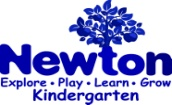 Newton
Explore • Play • Learn • Grow
Kindergarten